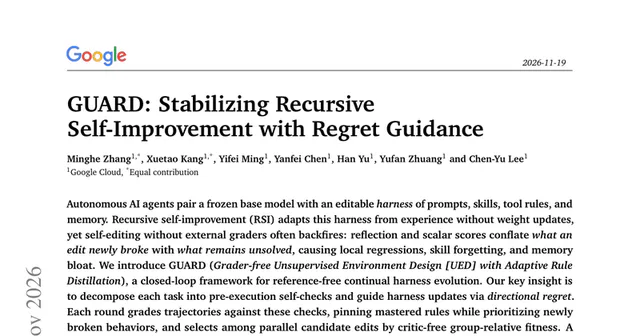 Google
2026-11-19
GUARD: Stabilizing Recursive
Self-Improvement with Regret Guidance
Minghe Zhang1,*, Xuetao Kang1,*, Yifei Ming1, Yanfei Chen1, Han Yu1, Yufan Zhuang1 and Chen-Yu Lee1
1Google Cloud, *Equal contribution
Autonomous AI agents pair a frozen base model with an editable harness of prompts, skills, tool rules, and
memory. Recursive self-improvement (RSI) adapts this harness from experience without weight updates,
yet self-editing without external graders often backfires: reflection and scalar scores conflate what an
edit newly broke with what remains unsolved, causing local regressions, skill forgetting, and memory
bloat. We introduce GUARD (Grader-free Unsupervised Environment Design [UED] with Adaptive Rule
Distillation), a closed-loop framework for reference-free continual harness evolution. Our key insight is
to decompose each task into pre-execution self-checks and guide harness updates via directional regret.
Each round grades trajectories against these checks, pinning mastered rules while prioritizing newly
broken behaviors, and selects among parallel candidate edits by critic-free group-relative fitness. A
ov 2026